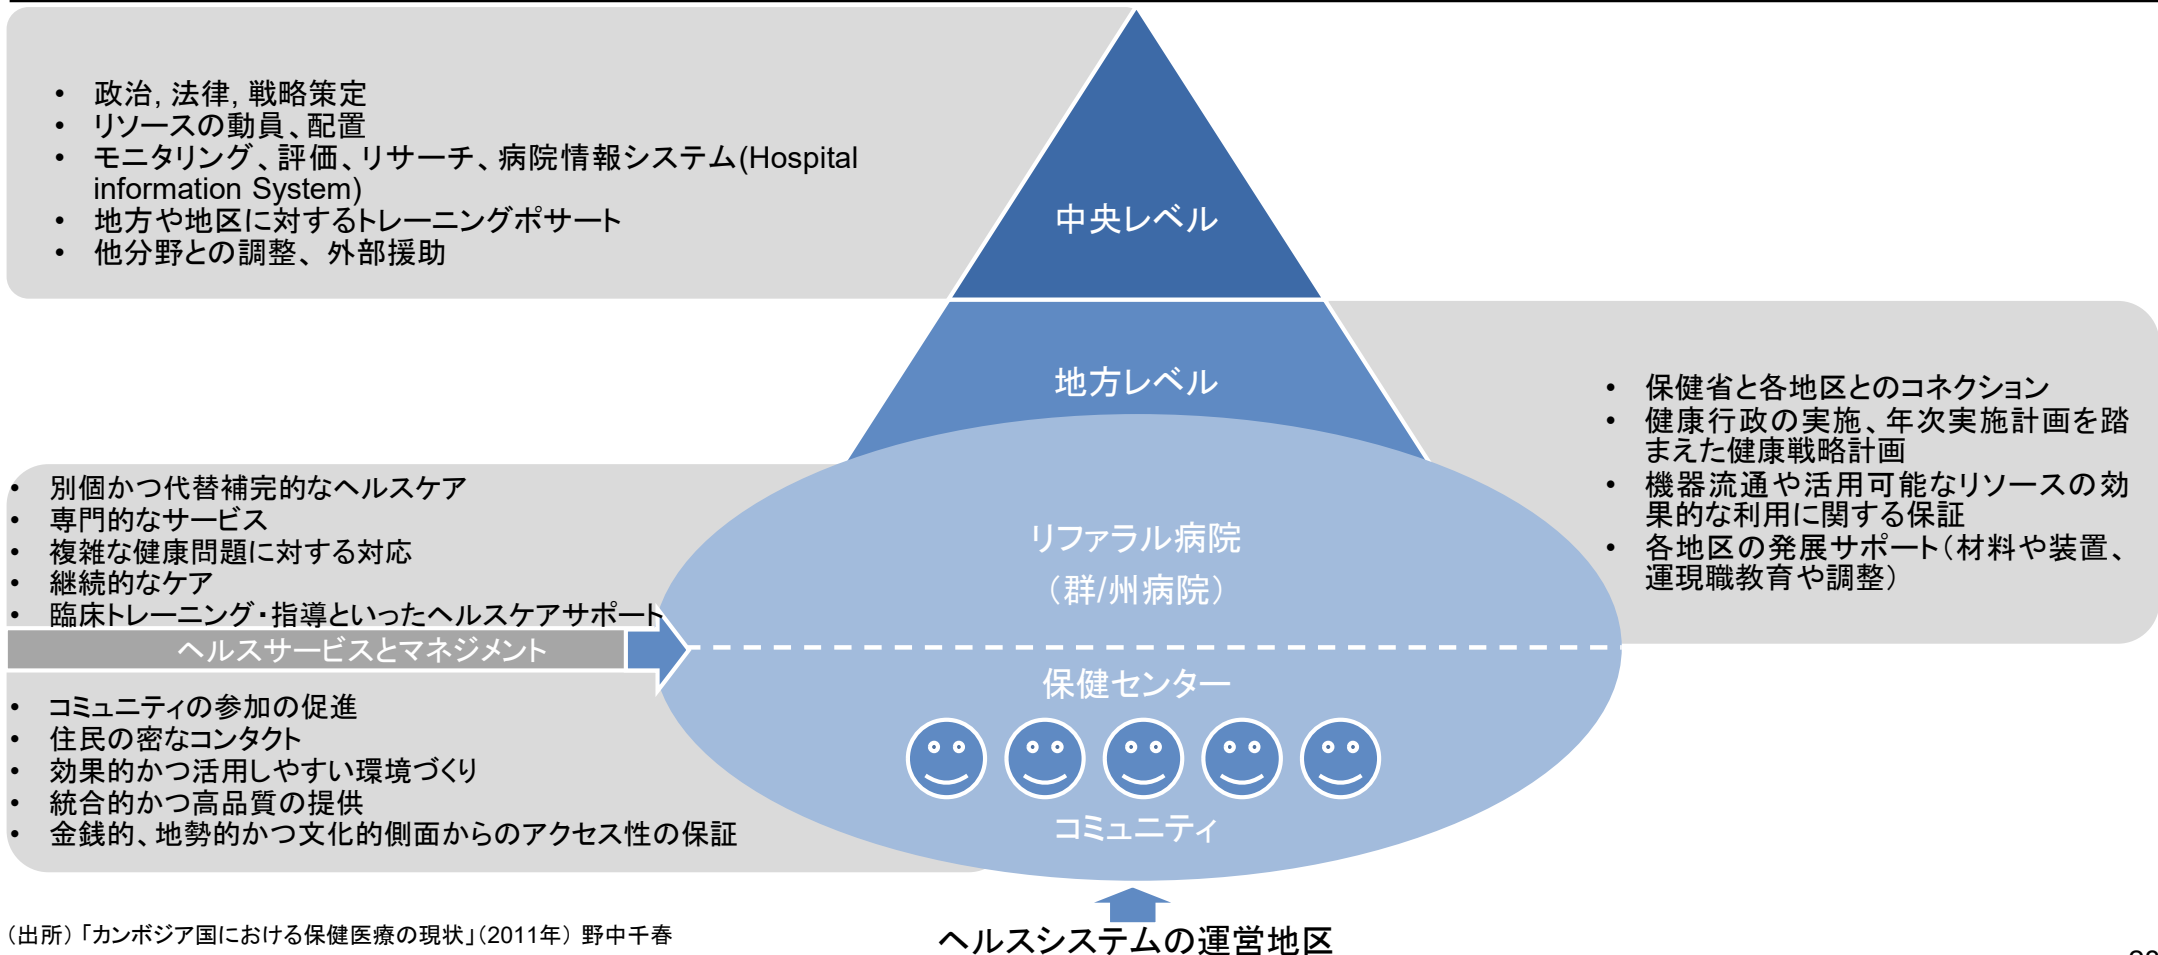 • 政治, 法律, 戦略策定
• リソースの動員、配置
• モニタリング、評価、リサーチ、病院情報システム(Hospital
information System)
• 地方や地区に対するトレーニングポサート
• 他分野との調整、外部援助
中央レベル
地方レベル
• 保健省と各地区とのコネクション
• 健康行政の実施、年次実施計画を踏
まえた健康戦略計画
• 機器流通や活用可能なリソースの効
果的な利用に関する保証
• 各地区の発展サポート（材料や装置、
運現職教育や調整）
• 別個かつ代替補完的なヘルスケア
• 専門的なサービス
• 複雑な健康問題に対する対応
• 継続的なケア
• 臨床トレーニング・指導といったヘルスケアサポート
リファラル病院
（群/州病院）
ヘルスサービスとマネジメント
保健センター
• コミュニティの参加の促進
• 住民の密なコンタクト
• 効果的かつ活用しやすい環境づくり
• 統合的かつ高品質の提供
• 金銭的、地勢的かつ文化的側面からのアクセス性の保証
コミュニティ
ヘルスシステムの運営地区
（出所）「カンボジア国における保健医療の現状」（2011年） 野中千春